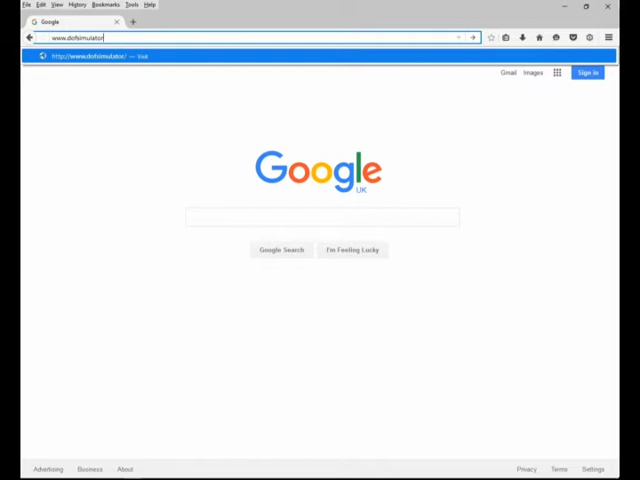 File Edit View History Bookmarks Tools Help
Google
www.dofsimulator
http://www.dofsimulator/ — Visit
Gmail Images Sign in
Google
UK
Google Search I'm Feeling Lucky
Advertising Business About Privacy Terms Settings